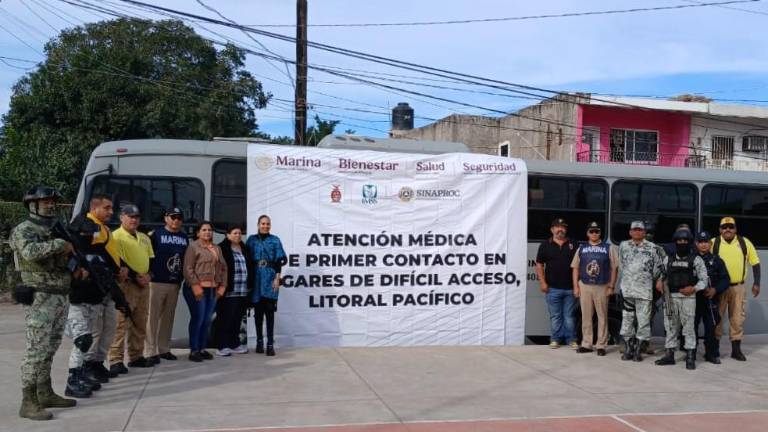 Marina Bienestar Salud Seguridad
IMSS SINAPROC
ATENCIÓN MÉDICA
DE PRIMER CONTACTO EN
GARES DE DIFÍCIL ACCESO,
LITORAL PACÍFICO
MARINA
MARINA